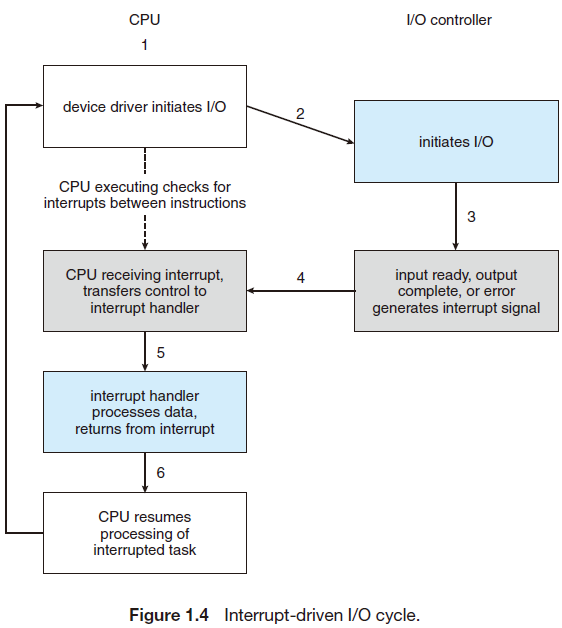 CPU
I/O controller
1
device driver initiates I/O
2
initiates I/O
CPU executing checks for
interrupts between instructions
3
CPU receiving interrupt,
transfers control to
interrupt handler
4
input ready, output
complete, or error
generates interrupt signal
5
interrupt handler
processes data,
returns from interrupt
6
CPU resumes
processing of
interrupted task
Figure 1.4 Interrupt-driven I/O cycle.